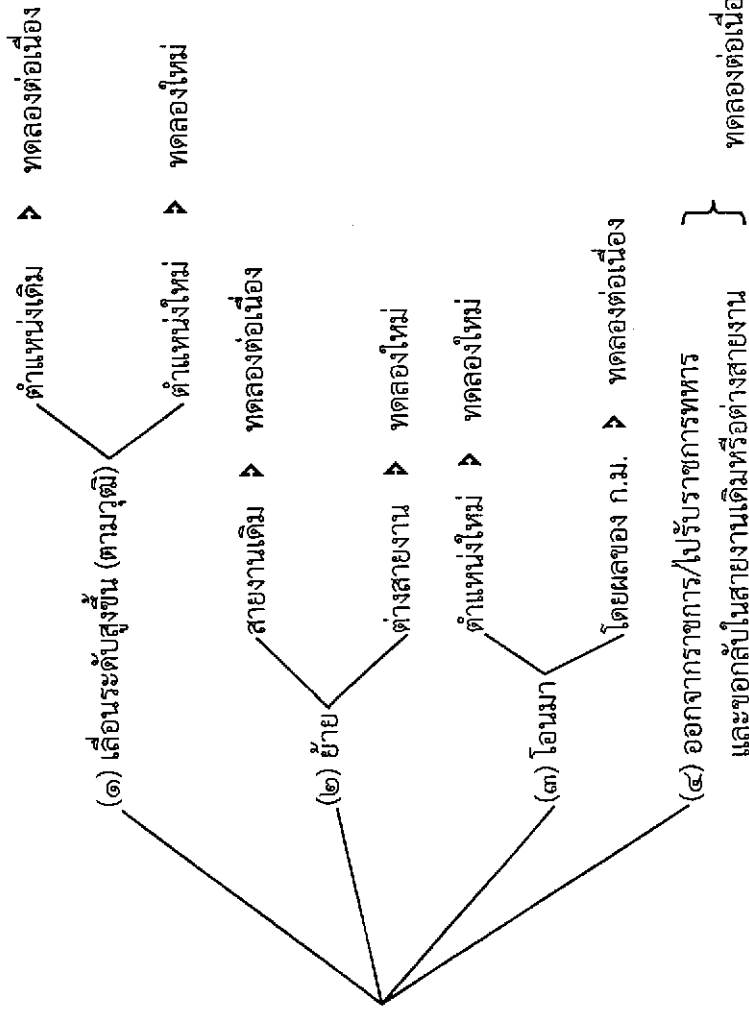 (๑) เลื่อนระดับสูงขึ้น (ตามวุฒิ)
ตำแหน่งเดิม ทดลองต่อเนื่อง
ตำแหน่งใหม่ ทดลองใหม่
(๒) ย้าย
สายงานเดิม ทดลองต่อเนื่อง
ต่างสายงาน ทดลองใหม่
(๓) โอนมา
ตำแหน่งใหม่ ทดลองใหม่
โดยผลของ ก.ม. ทดลองต่อเนื่อง
(๔) ออกจากราชการ/ไปรับราชการทหาร
และขอกลับในสายงานเดิมหรือต่างสายงาน